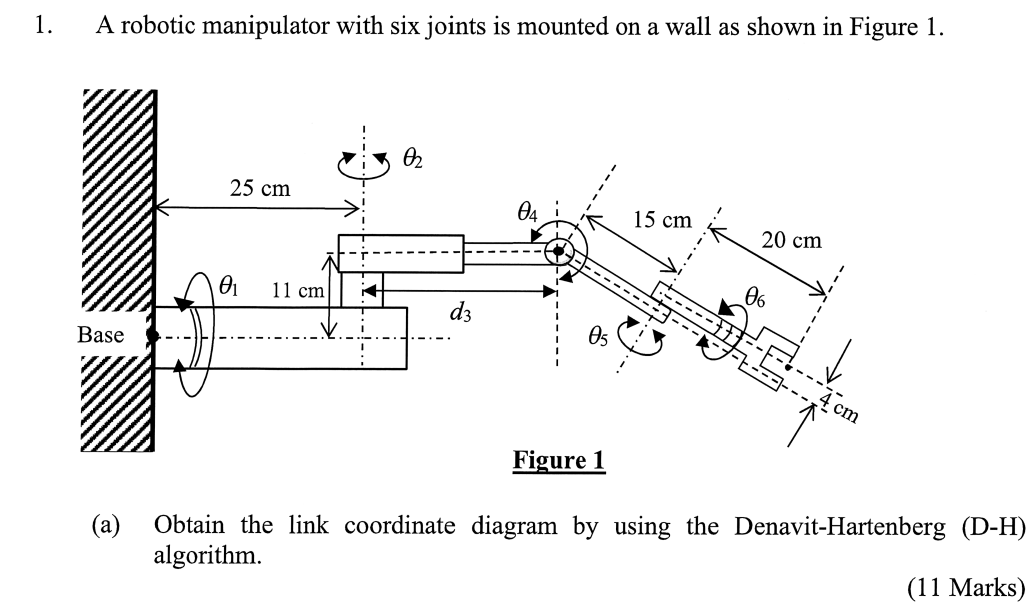 1. A robotic manipulator with six joints is mounted on a wall as shown in Figure 1.
θ2
25 cm
θ4
15 cm
20 cm
θ1
11 cm
θ6
d3
Base
θ5
4 cm
Figure 1
(a) Obtain the link coordinate diagram by using the Denavit-Hartenberg (D-H)
algorithm.
(11 Marks)